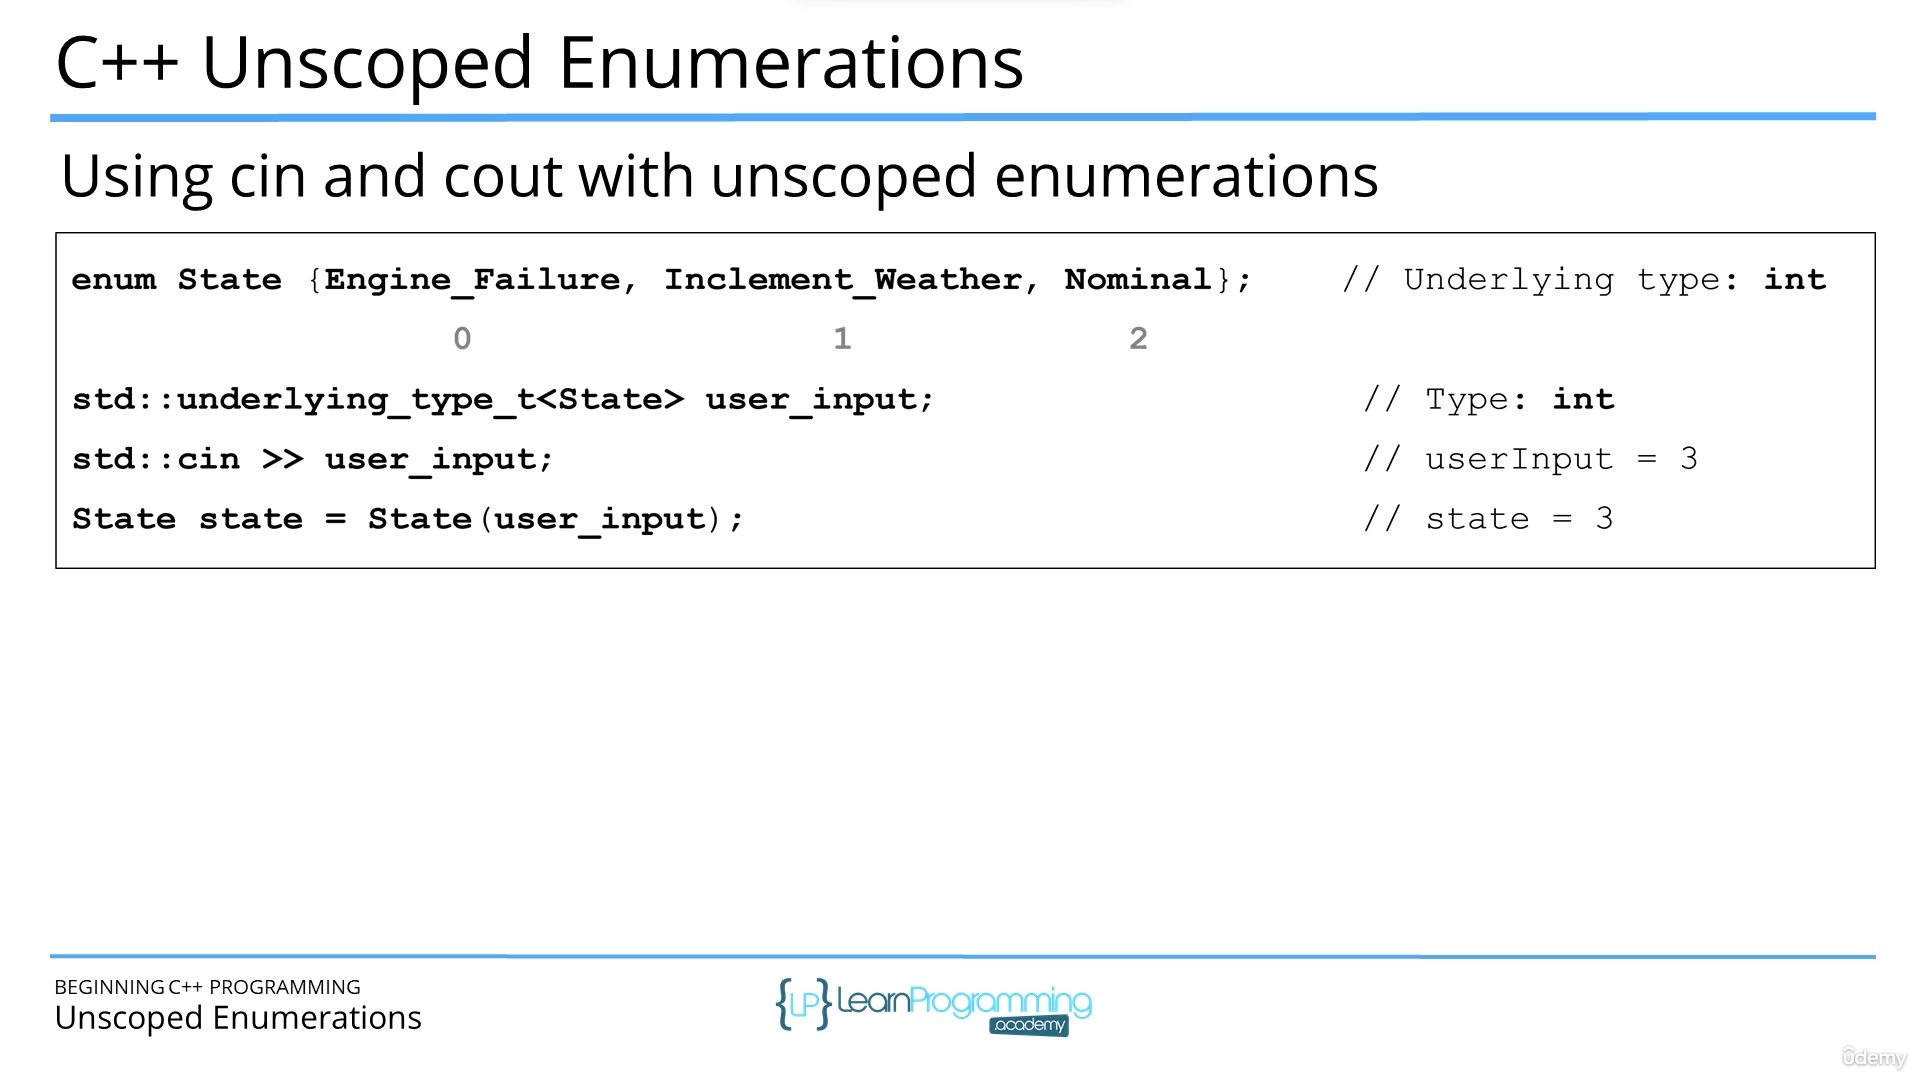 C++ Unscoped Enumerations
Using cin and cout with unscoped enumerations
enum State {Engine_Failure, Inclement_Weather, Nominal}; // Underlying type: int
0 1 2
std::underlying_type_t<State> user_input; // Type: int
std::cin >> user_input; // userInput = 3
State state = State(user_input); // state = 3
BEGINNING C++ PROGRAMMING
Unscoped Enumerations
{LP} LearnProgramming
.academy
ûdemy